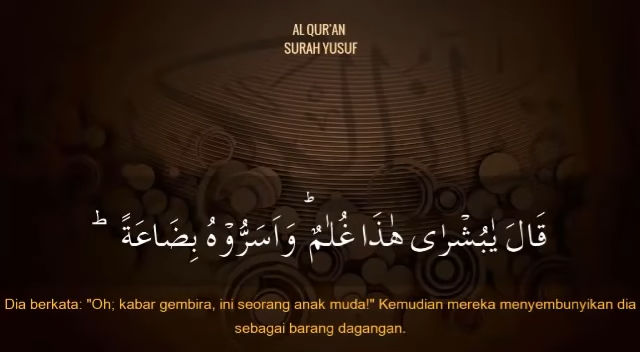 AL QUR'AN
SURAH YUSUF
قَالَ يٰبُشْرٰى هٰذَا غُلٰمٌ ؕ وَاَسَرُّوْهُ بِضَاعَةً ؕ
Dia berkata: "Oh; kabar gembira, ini seorang anak muda!" Kemudian mereka menyembunyikan dia
sebagai barang dagangan.